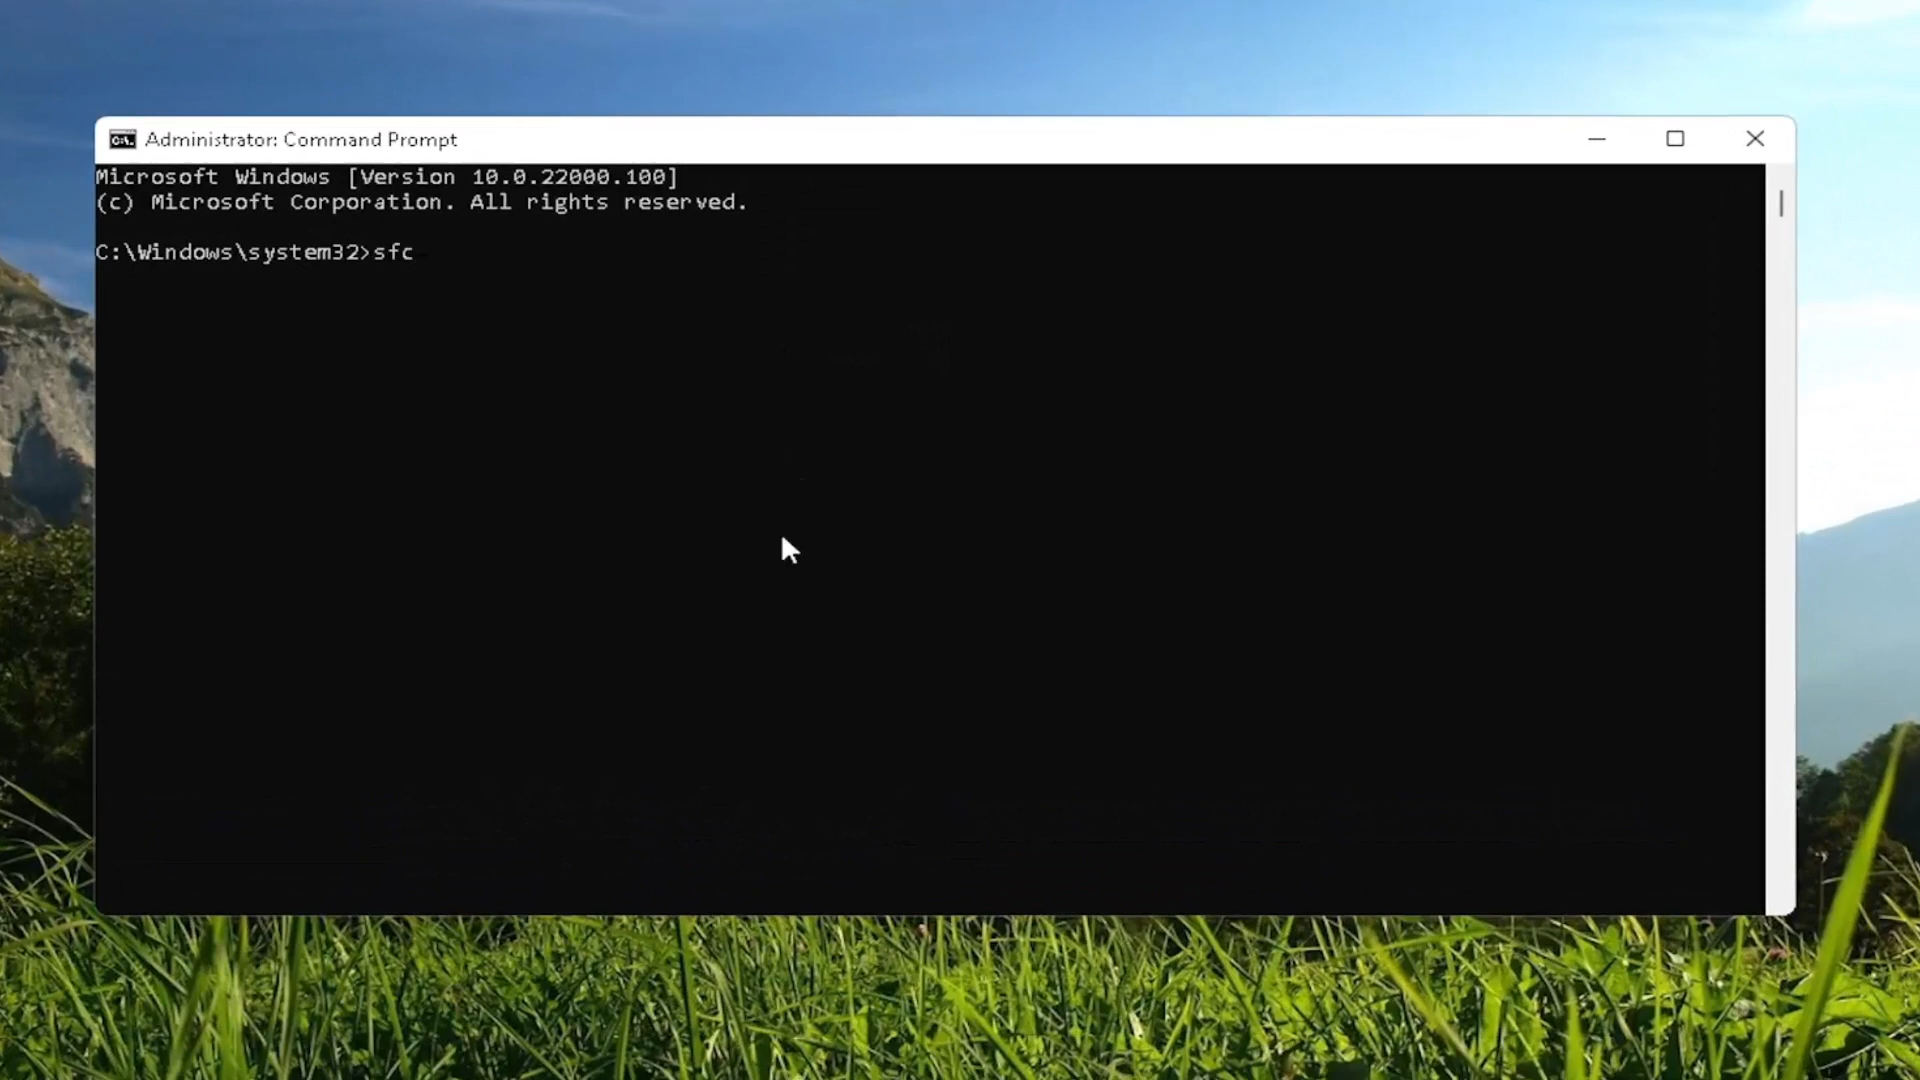 Administrator: Command Prompt
Microsoft Windows [Version 10.0.22000.100]
(c) Microsoft Corporation. All rights reserved.
C:\Windows\system32>sfc